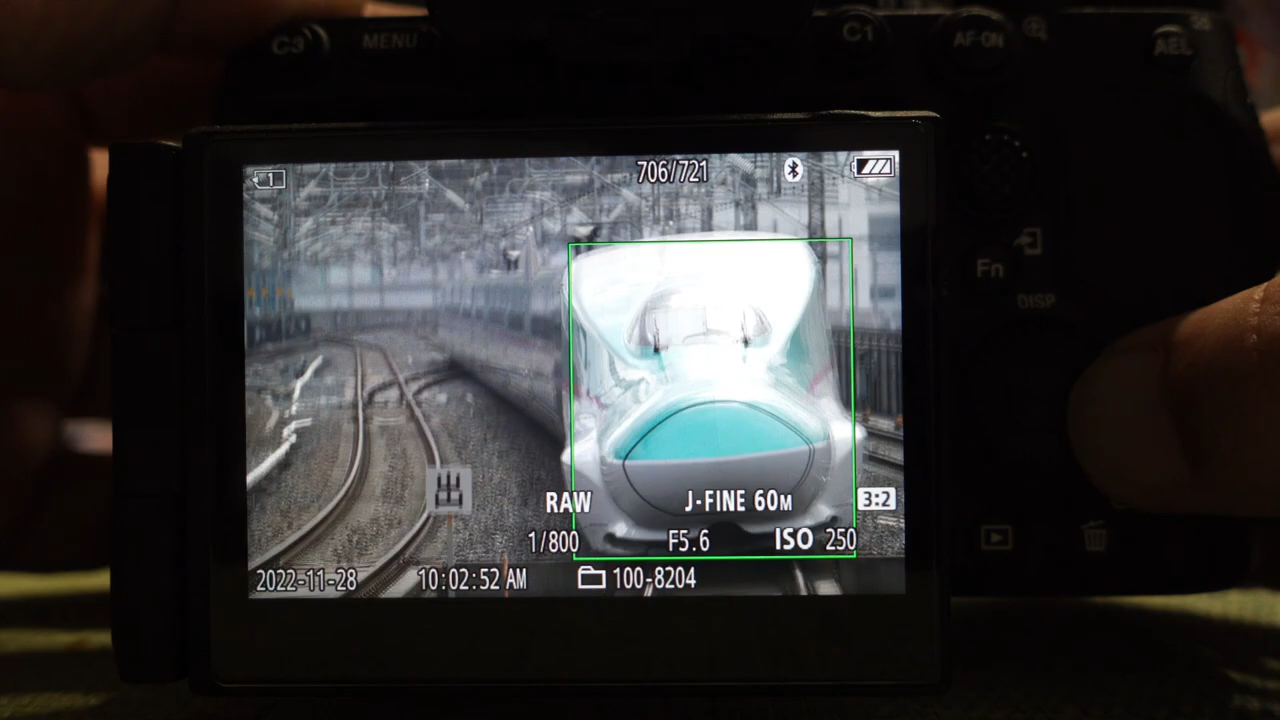 C3 MENU C1 AF-ON AEL
1 706/721
Fn
DISP
RAW J-FINE 60M 3:2
1/800 F5.6 ISO 250
2022-11-28 10:02:52 AM 100-8204